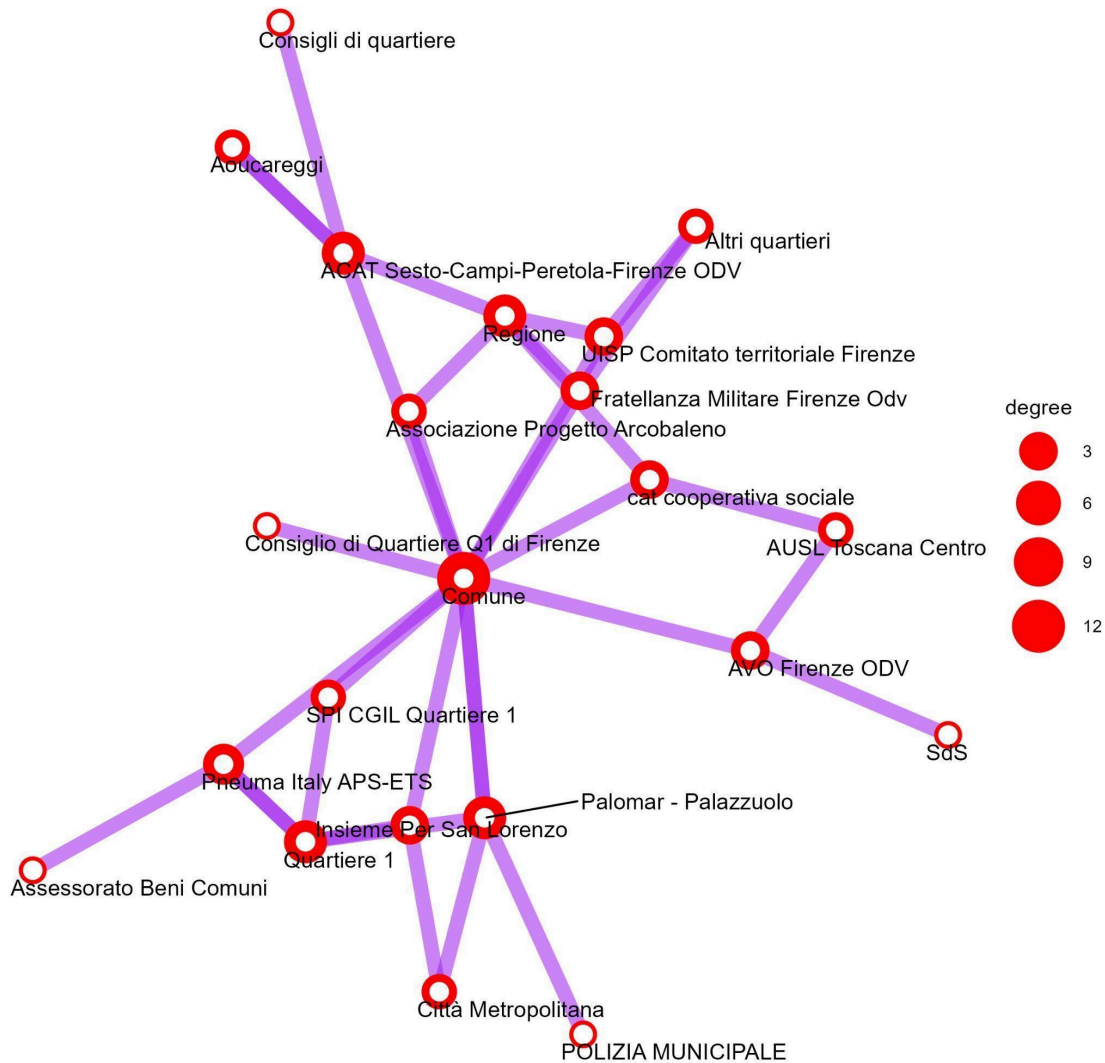 Consigli di quartiere
Aoucareggi
Altri quartieri
ACAT Sesto-Campi-Peretola-Firenze ODV
Regione
UISP Comitato territoriale Firenze
Fratellanza Militare Firenze Odv
degree
Associazione Progetto Arcobaleno
3
cat cooperativa sociale
6
Consiglio di Quartiere Q1 di Firenze
AUSL Toscana Centro
9
Comune
12
AVO Firenze ODV
SPI CGIL Quartiere 1
SdS
Pneuma Italy APS-ETS
Palomar - Palazzuolo
Insieme Per San Lorenzo
Quartiere 1
Assessorato Beni Comuni
Città Metropolitana
POLIZIA MUNICIPALE